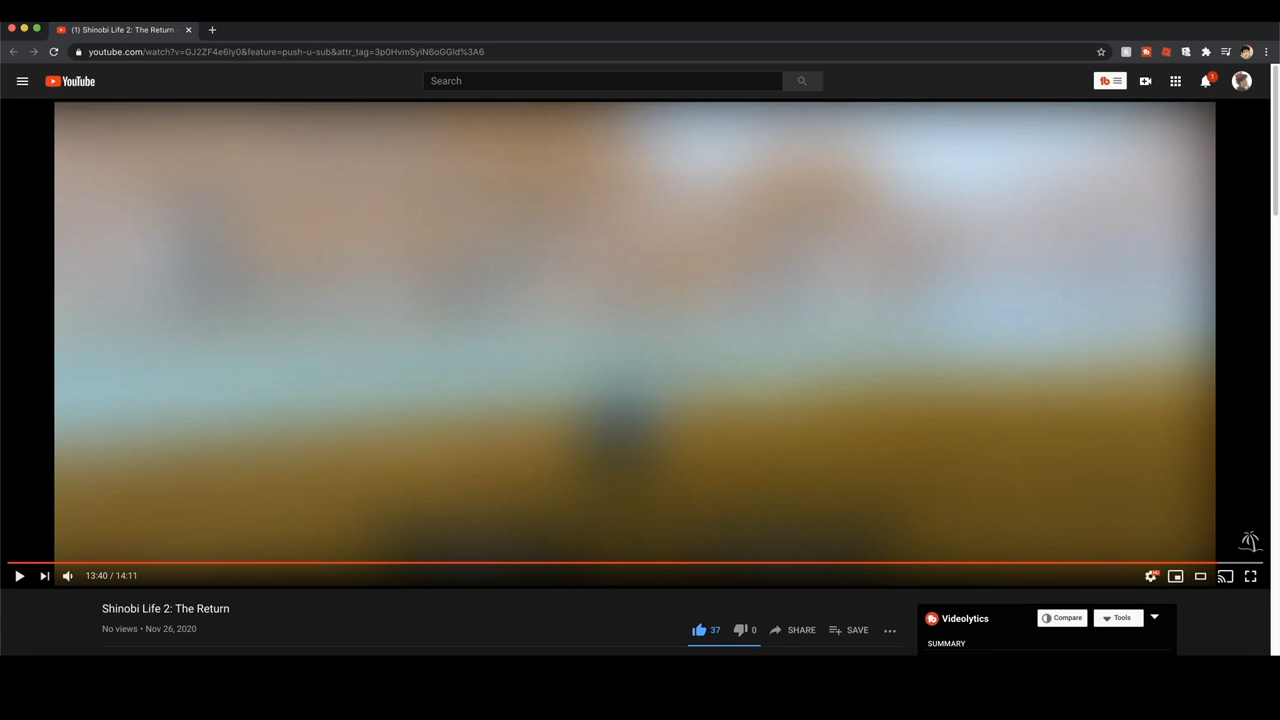 (1) Shinobi Life 2: The Return
youtube.com/watch?v=GJ2ZF4e6Iy0&feature=push-u-sub&attr_tag=3p0HvmSyiN6oGGld%3A6
YouTube
Search
1
13:40 / 14:11
HD
Shinobi Life 2: The Return
No views • Nov 26, 2020
37
0
SHARE
SAVE
Videolytics
Compare
Tools
SUMMARY